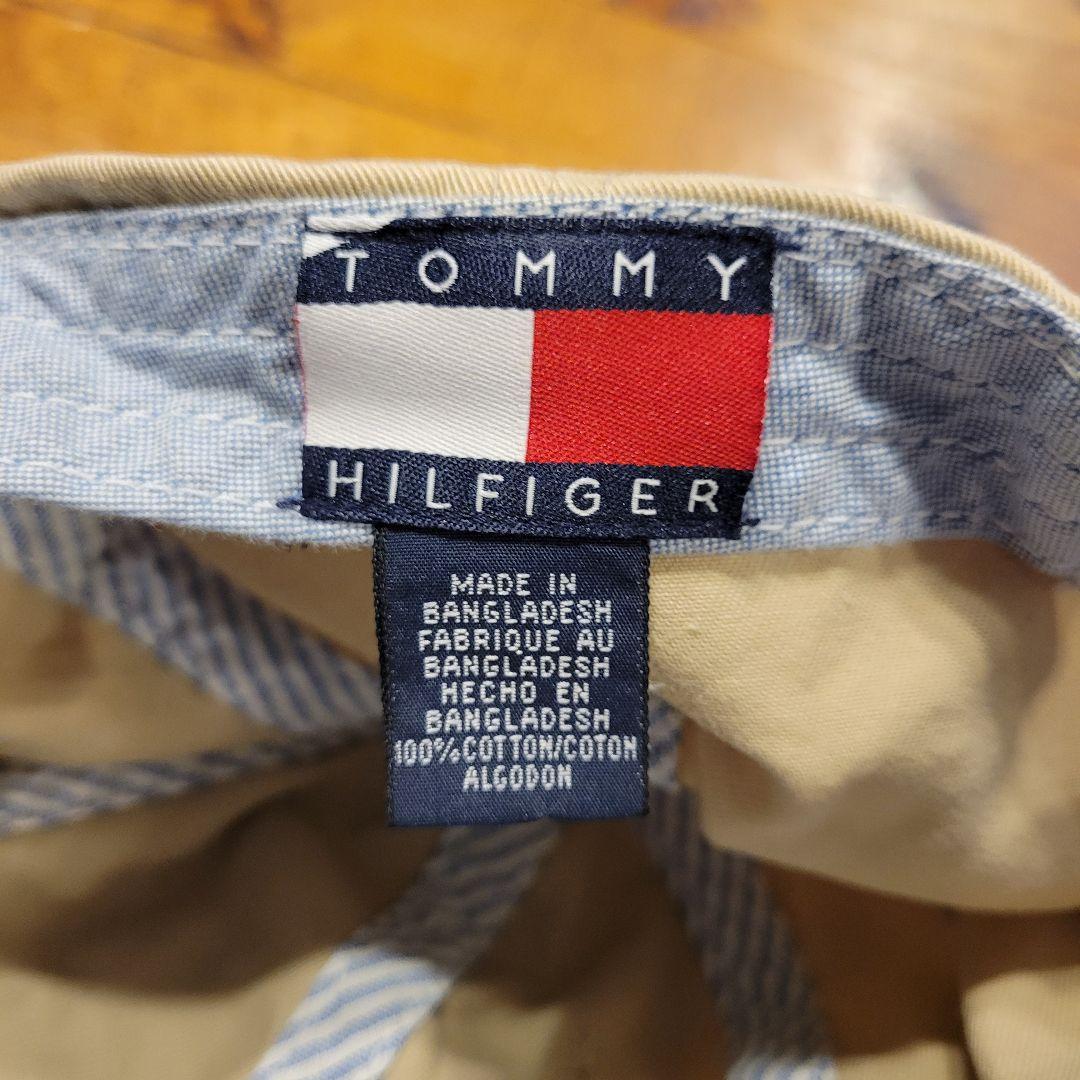 TOMMY
HILFIGER
MADE IN
BANGLADESH
FABRIQUE AU
BANGLADESH
HECHO EN
BANGLADESH
100%COTTON/COTON
ALGODON